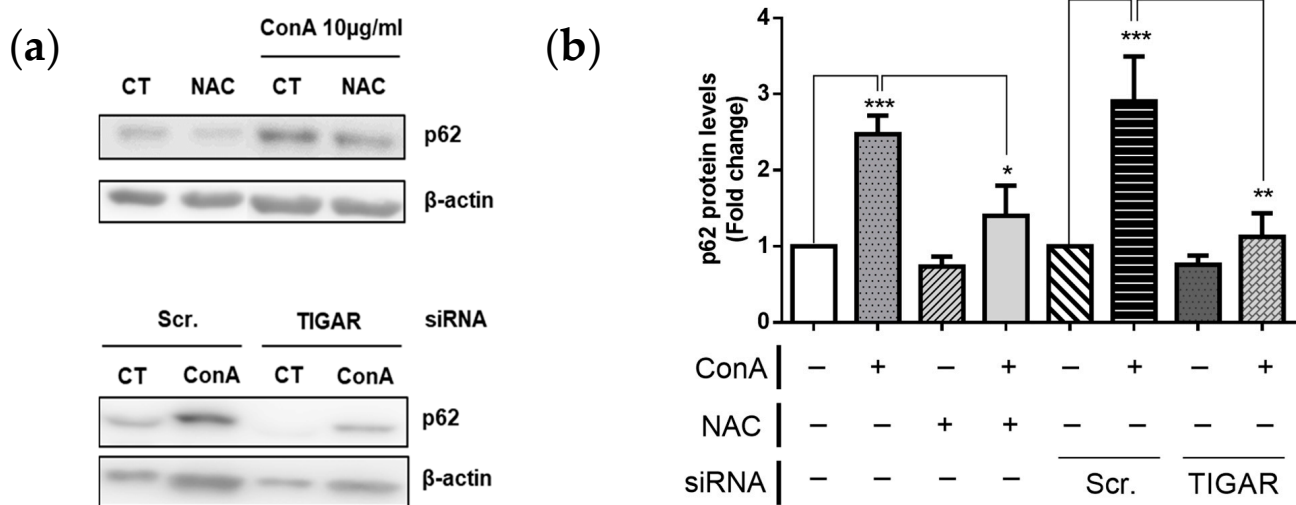 (a)
ConA 10µg/ml
CT NAC CT NAC
p62
β-actin
Scr. TIGAR siRNA
CT ConA CT ConA
p62
β-actin
(b)
p62 protein levels
(Fold change)
4
3
2
1
0
***
*
***
**
ConA − + − + − + − +
NAC − − + + − − − −
siRNA − − − − Scr. TIGAR